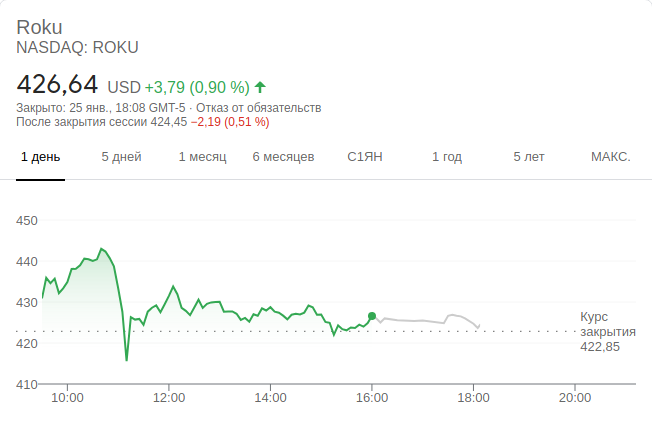 Roku
NASDAQ: ROKU
426,64 USD +3,79 (0,90 %)
Закрыто: 25 янв., 18:08 GMT-5 · Отказ от обязательств
После закрытия сессии 424,45 −2,19 (0,51 %)
1 день 5 дней 1 месяц 6 месяцев С1ЯН 1 год 5 лет МАКС.
450
440
430
420
410
Курс
закрытия
422,85
10:00 12:00 14:00 16:00 18:00 20:00